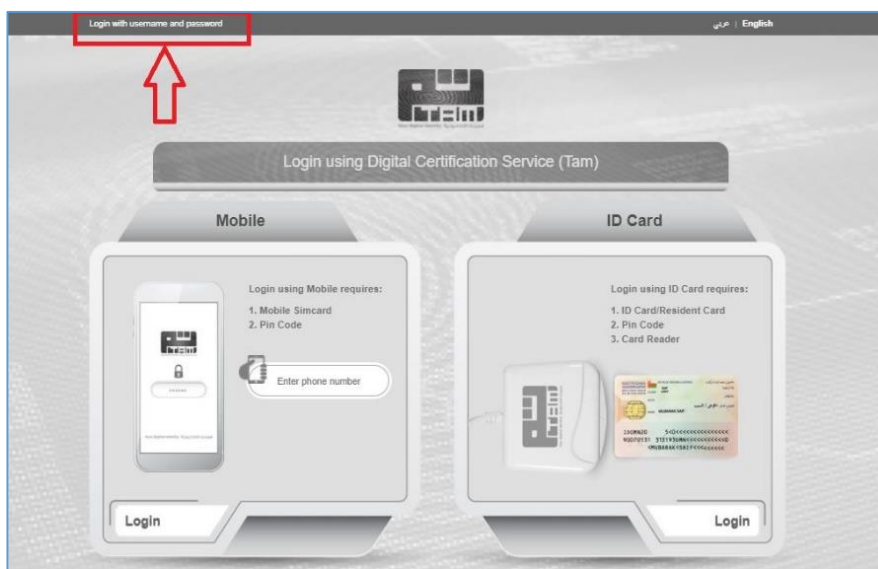 Login with username and password
عربي | English
TAM
Login using Digital Certification Service (Tam)
Mobile
ID Card
Login using Mobile requires:
1. Mobile Simcard
2. Pin Code
Enter phone number
Login
Login using ID Card requires:
1. ID Card/Resident Card
2. Pin Code
3. Card Reader
Login